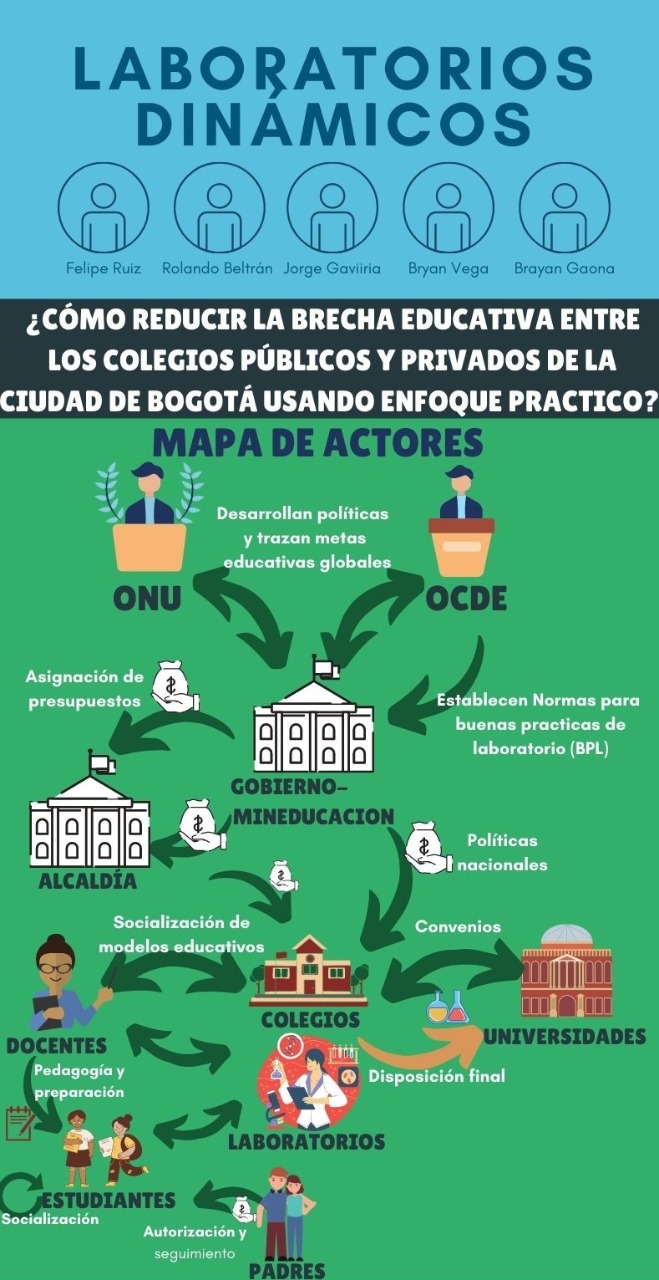 LABORATORIOS
DINÁMICOS
Felipe Ruiz
Rolando Beltrán
Jorge Gaviiria
Bryan Vega
Brayan Gaona
¿CÓMO REDUCIR LA BRECHA EDUCATIVA ENTRE
LOS COLEGIOS PÚBLICOS Y PRIVADOS DE LA
CIUDAD DE BOGOTÁ USANDO ENFOQUE PRACTICO?
MAPA DE ACTORES
Desarrollan políticas
y trazan metas
educativas globales
ONU
OCDE
Asignación de
presupuestos
Establecen Normas para
buenas practicas de
laboratorio (BPL)
GOBIERNO-
MINEDUCACION
ALCALDÍA
Políticas
nacionales
Socialización de
modelos educativos
Convenios
COLEGIOS
UNIVERSIDADES
DOCENTES
Pedagogía y
preparación
Disposición final
LABORATORIOS
ESTUDIANTES
Socialización
Autorización y
seguimiento
PADRES